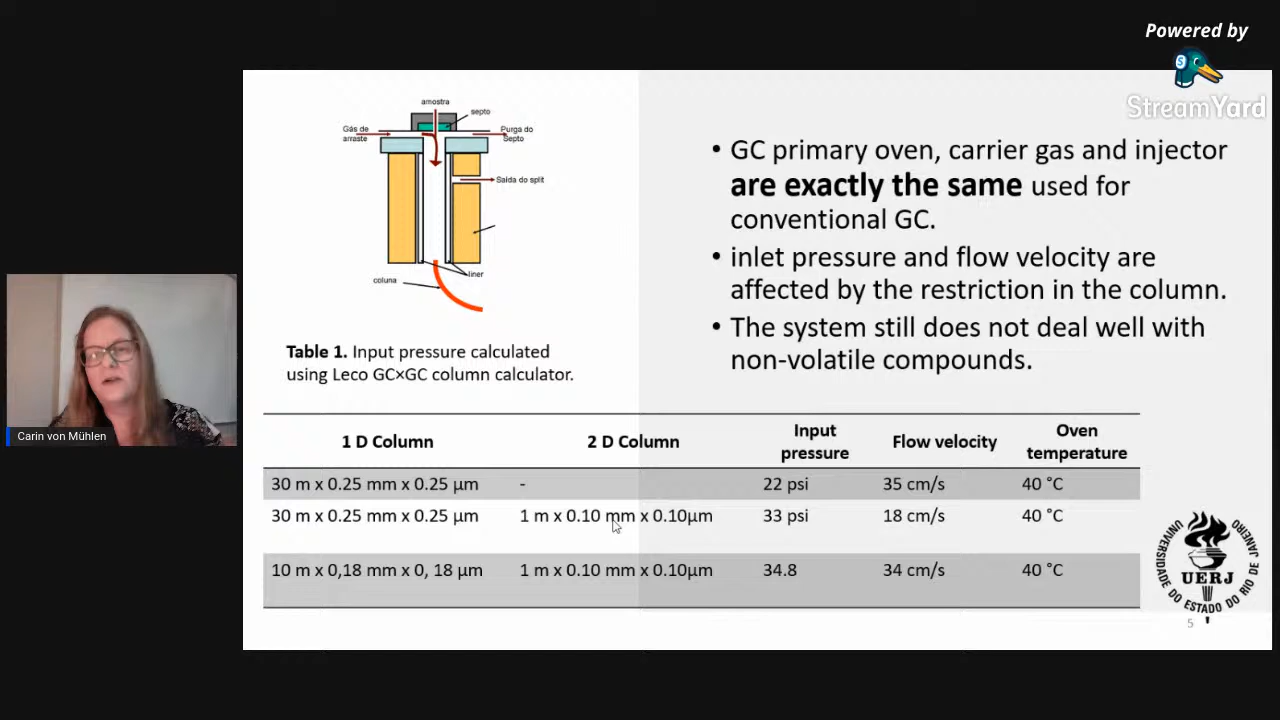 Powered by
StreamYard
amostra
septo
Gás de
arraste
Purga do
Septo
Saída do split
liner
coluna
• GC primary oven, carrier gas and injector
are exactly the same used for
conventional GC.
• inlet pressure and flow velocity are
affected by the restriction in the column.
• The system still does not deal well with
non-volatile compounds.
Table 1. Input pressure calculated
using Leco GC×GC column calculator.
1 D Column 2 D Column Input pressure Flow velocity Oven temperature
30 m x 0.25 mm x 0.25 µm - 22 psi 35 cm/s 40 °C
30 m x 0.25 mm x 0.25 µm 1 m x 0.10 mm x 0.10µm 33 psi 18 cm/s 40 °C
10 m x 0,18 mm x 0, 18 µm 1 m x 0.10 mm x 0.10µm 34.8 34 cm/s 40 °C
Carin von Mühlen
UNIVERSIDADE DO ESTADO DO RIO DE JANEIRO
UERJ
5